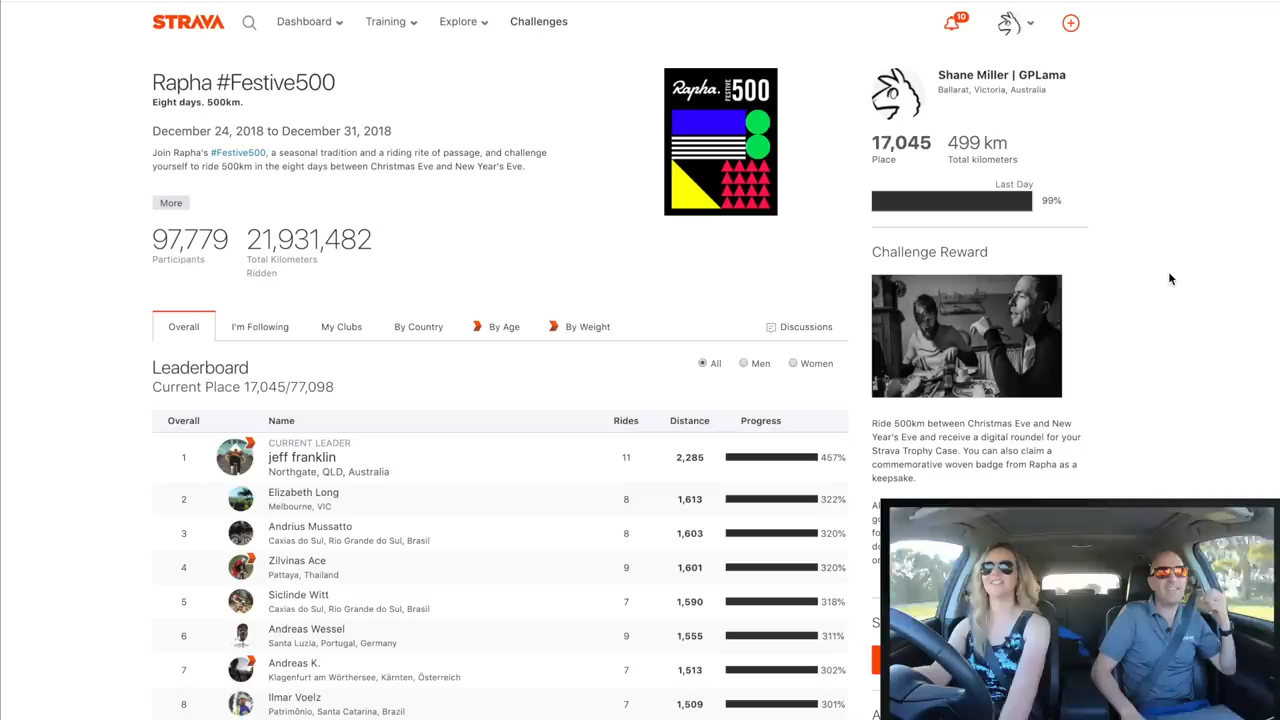 STRAVA
Dashboard
Training
Explore
Challenges
10
Rapha #Festive500
Eight days. 500km.
December 24, 2018 to December 31, 2018
Join Rapha's #Festive500, a seasonal tradition and a riding rite of passage, and challenge
yourself to ride 500km in the eight days between Christmas Eve and New Year's Eve.
More
97,779
Participants
21,931,482
Total Kilometers
Ridden
Rapha.
FESTIVE
500
Shane Miller | GPLama
Ballarat, Victoria, Australia
17,045
Place
499 km
Total kilometers
Last Day
99%
Challenge Reward
Ride 500km between Christmas Eve and New
Year's Eve and receive a digital roundel for your
Strava Trophy Case. You can also claim a
commemorative woven badge from Rapha as a
keepsake.
Overall
I'm Following
My Clubs
By Country
By Age
By Weight
Discussions
Leaderboard
All
Men
Women
Current Place 17,045/77,098
Overall Name Rides Distance Progress
CURRENT LEADER
1 jeff franklin 11 2,285 457%
Northgate, QLD, Australia
2 Elizabeth Long 8 1,613 322%
Melbourne, VIC
3 Andrius Mussatto 8 1,603 320%
Caxias do Sul, Rio Grande do Sul, Brasil
4 Zilvinas Ace 9 1,601 320%
Pattaya, Thailand
5 Siclinde Witt 7 1,590 318%
Caxias do Sul, Rio Grande do Sul, Brasil
6 Andreas Wessel 9 1,555 311%
Santa Luzia, Portugal, Germany
7 Andreas K. 7 1,513 302%
Klagenfurt am Wörthersee, Kärnten, Österreich
8 Ilmar Voelz 7 1,509 301%
Patrimônio, Santa Catarina, Brazil